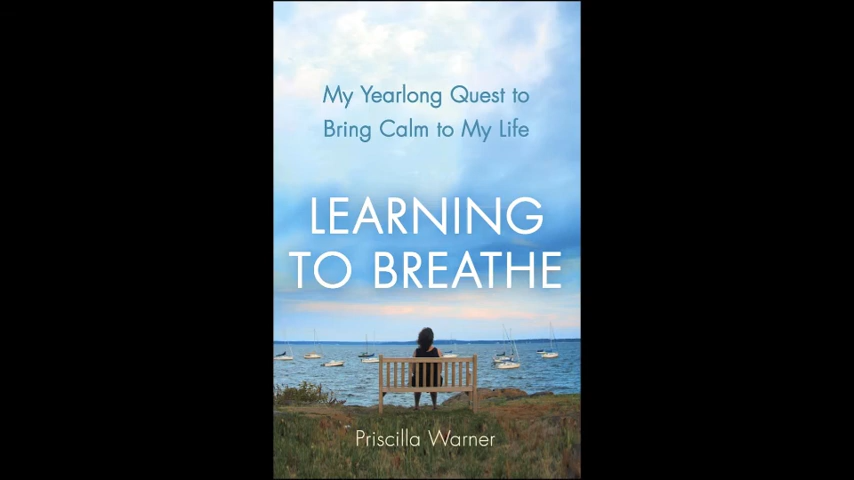 My Yearlong Quest to
Bring Calm to My Life
LEARNING
TO BREATHE
Priscilla Warner